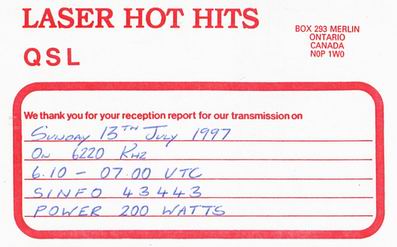 LASER HOT HITS
QSL
BOX 293 MERLIN
ONTARIO
CANADA
N0P 1W0
We thank you for your reception report for our transmission on
SUNDAY 13TH JULY 1997
ON 6220 KHZ
6.10 - 07.00 UTC
SINFO 43443
POWER 200 WATTS